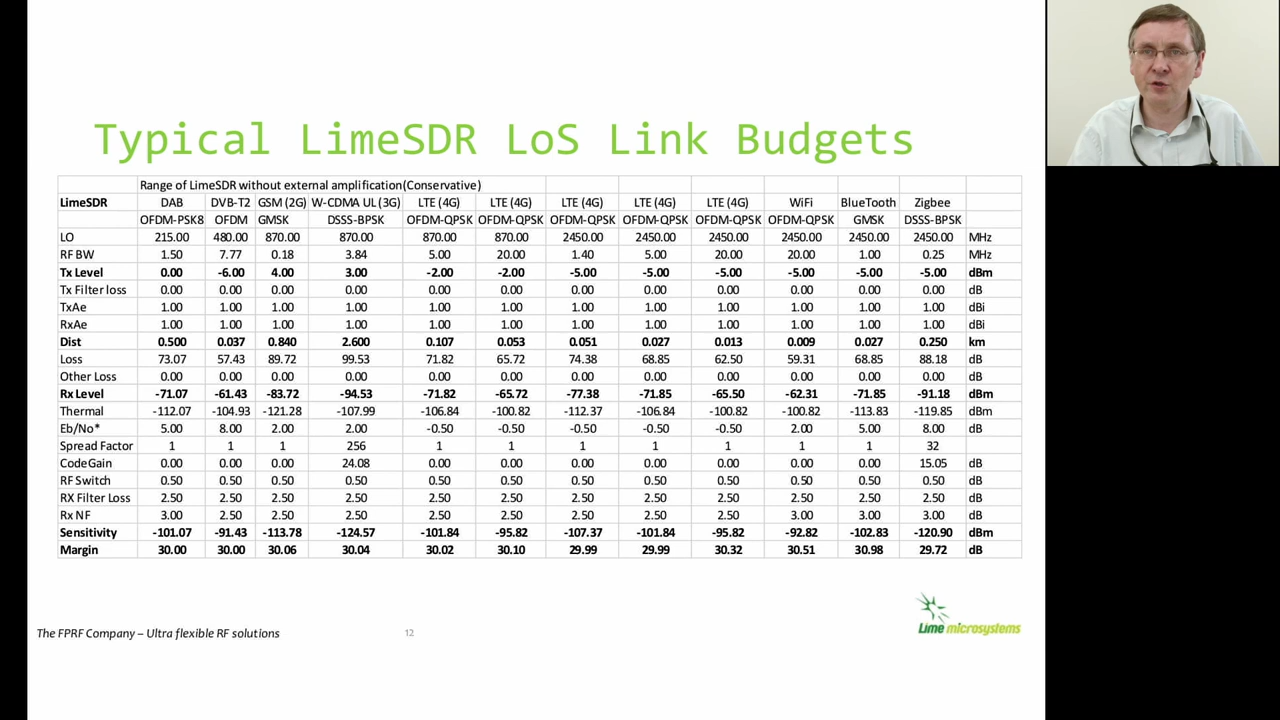 Typical LimeSDR LoS Link Budgets
Range of LimeSDR without external amplification(Conservative)
LimeSDR DAB DVB-T2 GSM (2G) W-CDMA UL (3G) LTE (4G) LTE (4G) LTE (4G) LTE (4G) LTE (4G) WiFi BlueTooth Zigbee
OFDM-PSK8 OFDM GMSK DSSS-BPSK OFDM-QPSK OFDM-QPSK OFDM-QPSK OFDM-QPSK OFDM-QPSK OFDM-QPSK GMSK DSSS-BPSK
LO 215.00 480.00 870.00 870.00 870.00 870.00 2450.00 2450.00 2450.00 2450.00 2450.00 2450.00 MHz
RF BW 1.50 7.77 0.18 3.84 5.00 20.00 1.40 5.00 20.00 20.00 1.00 0.25 MHz
Tx Level 0.00 -6.00 4.00 3.00 -2.00 -2.00 -5.00 -5.00 -5.00 -5.00 -5.00 -5.00 dBm
Tx Filter loss 0.00 0.00 0.00 0.00 0.00 0.00 0.00 0.00 0.00 0.00 0.00 0.00 dB
TxAe 1.00 1.00 1.00 1.00 1.00 1.00 1.00 1.00 1.00 1.00 1.00 1.00 dBi
RxAe 1.00 1.00 1.00 1.00 1.00 1.00 1.00 1.00 1.00 1.00 1.00 1.00 dBi
Dist 0.500 0.037 0.840 2.600 0.107 0.053 0.051 0.027 0.013 0.009 0.027 0.250 km
Loss 73.07 57.43 89.72 99.53 71.82 65.72 74.38 68.85 62.50 59.31 68.85 88.18 dB
Other Loss 0.00 0.00 0.00 0.00 0.00 0.00 0.00 0.00 0.00 0.00 0.00 0.00 dB
Rx Level -71.07 -61.43 -83.72 -94.53 -71.82 -65.72 -77.38 -71.85 -65.50 -62.31 -71.85 -91.18 dBm
Thermal -112.07 -104.93 -121.28 -107.99 -106.84 -100.82 -112.37 -106.84 -100.82 -100.82 -113.83 -119.85 dBm
Eb/No* 5.00 8.00 2.00 2.00 -0.50 -0.50 -0.50 -0.50 -0.50 2.00 5.00 8.00 dB
Spread Factor 1 1 1 256 1 1 1 1 1 1 1 32
CodeGain 0.00 0.00 0.00 24.08 0.00 0.00 0.00 0.00 0.00 0.00 0.00 15.05 dB
RF Switch 0.50 0.50 0.50 0.50 0.50 0.50 0.50 0.50 0.50 0.50 0.50 0.50 dB
RX Filter Loss 2.50 2.50 2.50 2.50 2.50 2.50 2.50 2.50 2.50 2.50 2.50 2.50 dB
Rx NF 3.00 2.50 2.50 2.50 2.50 2.50 2.50 2.50 2.50 3.00 3.00 3.00 dB
Sensitivity -101.07 -91.43 -113.78 -124.57 -101.84 -95.82 -107.37 -101.84 -95.82 -92.82 -102.83 -120.90 dBm
Margin 30.00 30.00 30.06 30.04 30.02 30.10 29.99 29.99 30.32 30.51 30.98 29.72 dB
Lime microsystems
The FPRF Company – Ultra flexible RF solutions 12